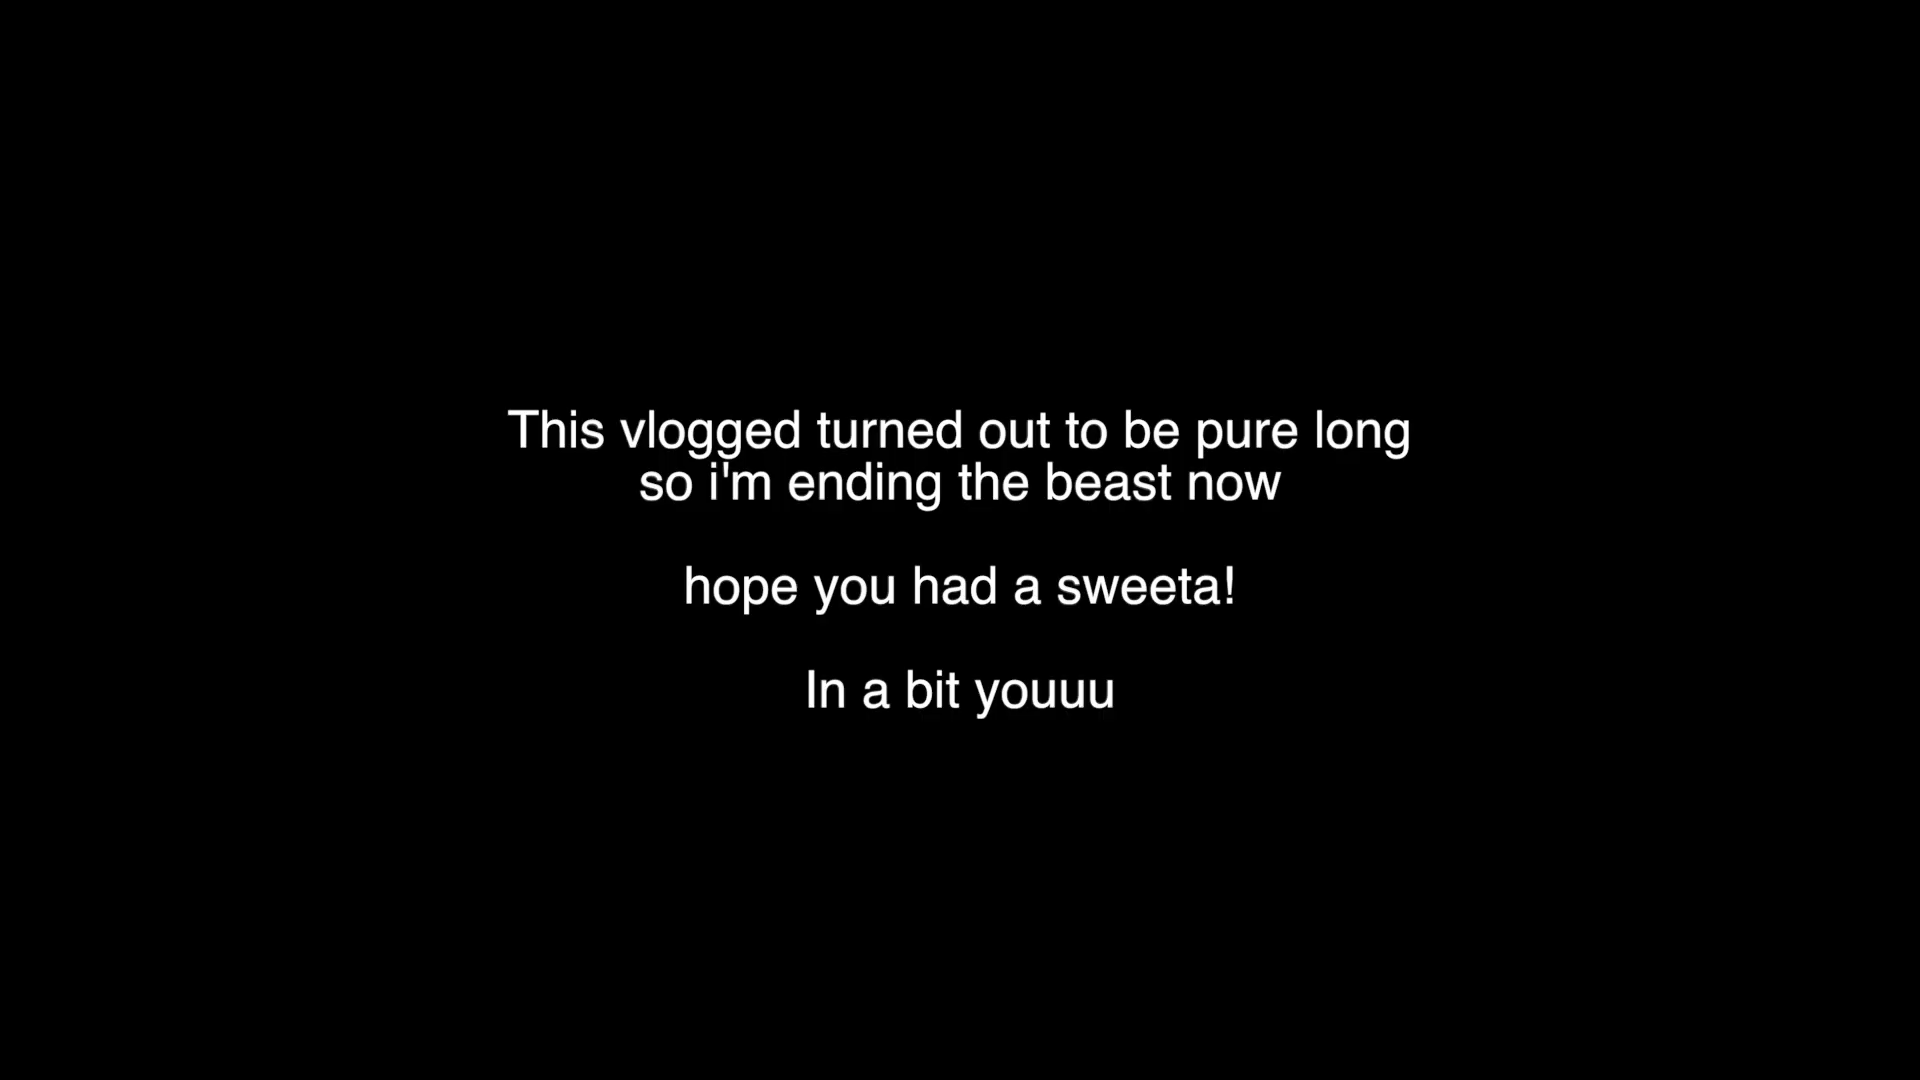 This vlogged turned out to be pure long
so i'm ending the beast now
hope you had a sweeta!
In a bit youuu